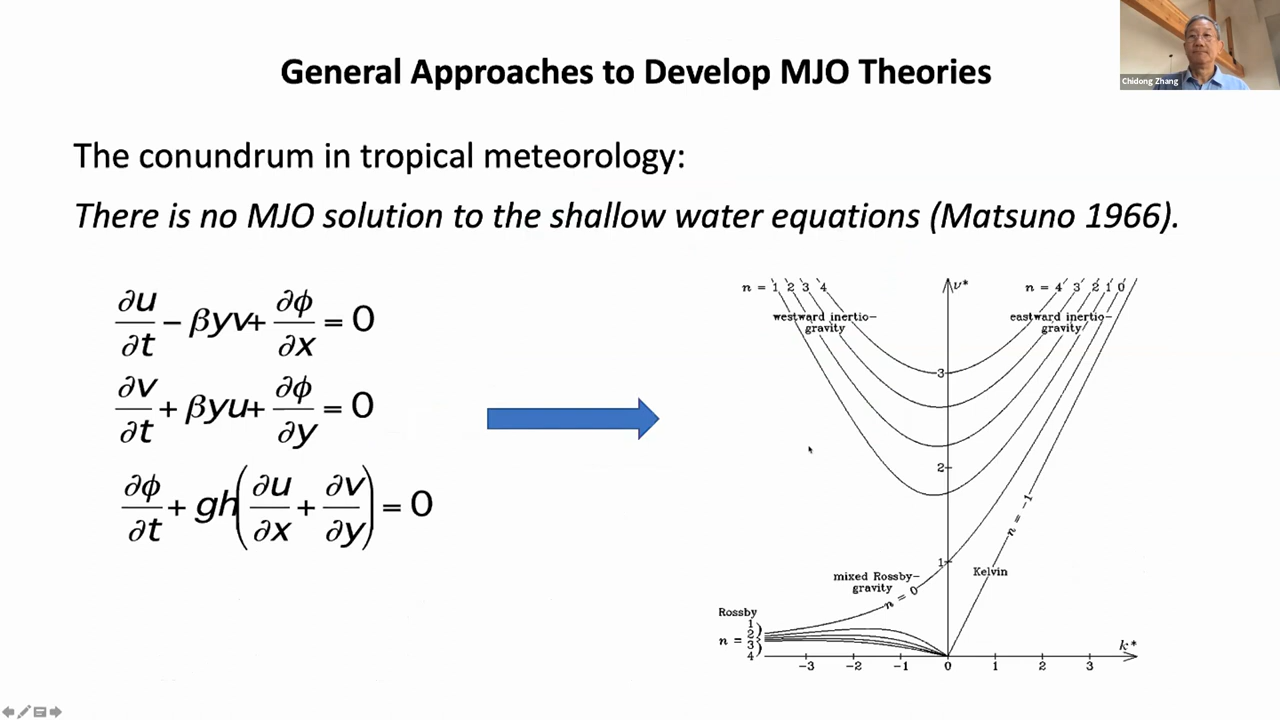 General Approaches to Develop MJO Theories
Chidong Zhang
The conundrum in tropical meteorology:
There is no MJO solution to the shallow water equations (Matsuno 1966).
∂u/∂t − βyv + ∂ϕ/∂x = 0
∂v/∂t + βyu + ∂ϕ/∂y = 0
∂ϕ/∂t + gh(∂u/∂x + ∂v/∂y) = 0
n = 1 2 3 4
ν*
n = 4 3 2 1 0
westward inertio-
gravity
eastward inertio-
gravity
3
2
n = −1
1
Kelvin
mixed Rossby-
gravity
n = 0
Rossby
1
2
n = 3
4
k*
−3 −2 −1 0 1 2 3